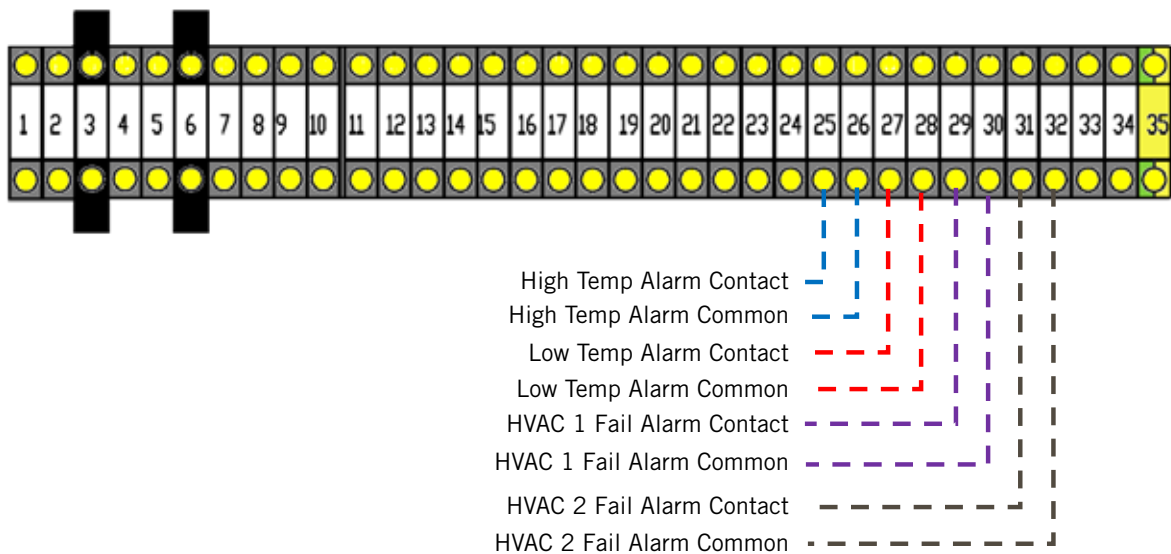 1 2 3 4 5 6 7 8 9 10 11 12 13 14 15 16 17 18 19 20 21 22 23 24 25 26 27 28 29 30 31 32 33 34 35
High Temp Alarm Contact
High Temp Alarm Common
Low Temp Alarm Contact
Low Temp Alarm Common
HVAC 1 Fail Alarm Contact
HVAC 1 Fail Alarm Common
HVAC 2 Fail Alarm Contact
HVAC 2 Fail Alarm Common